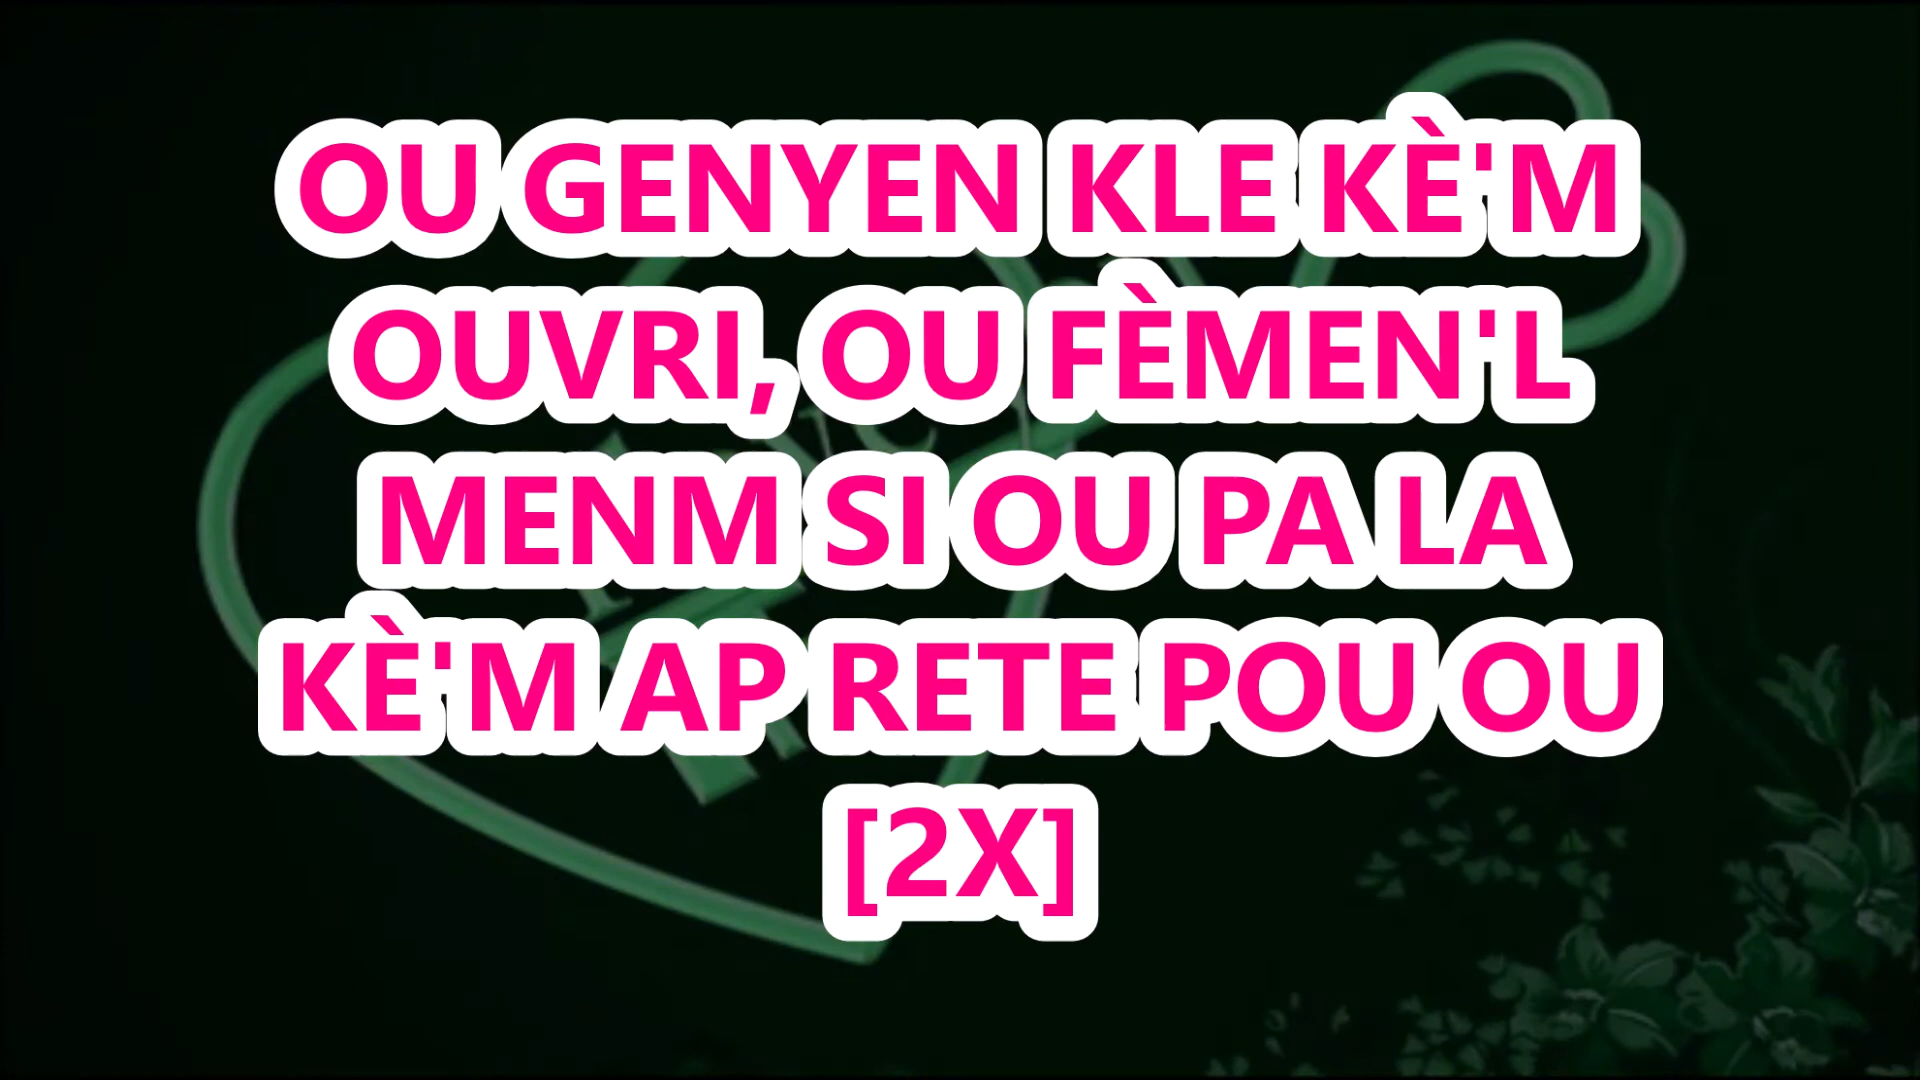 OU GENYEN KLE KÈ'M
OUVRI, OU FÈMEN'L
MENM SI OU PA LA
KÈ'M AP RETE POU OU
[2X]